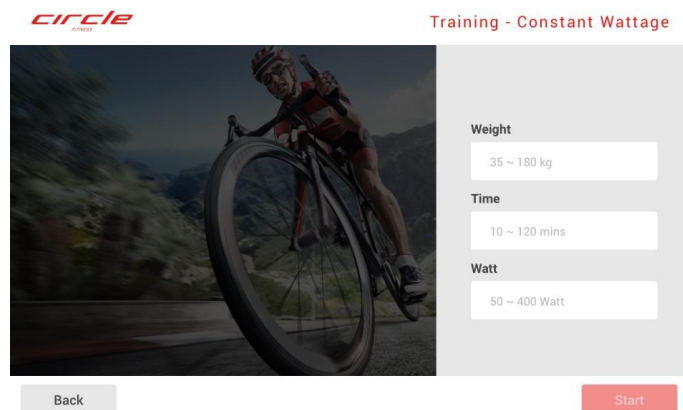 circle
FITNESS
Training - Constant Wattage
Weight
35 ~ 180 kg
Time
10 ~ 120 mins
Watt
50 ~ 400 Watt
Back
Start